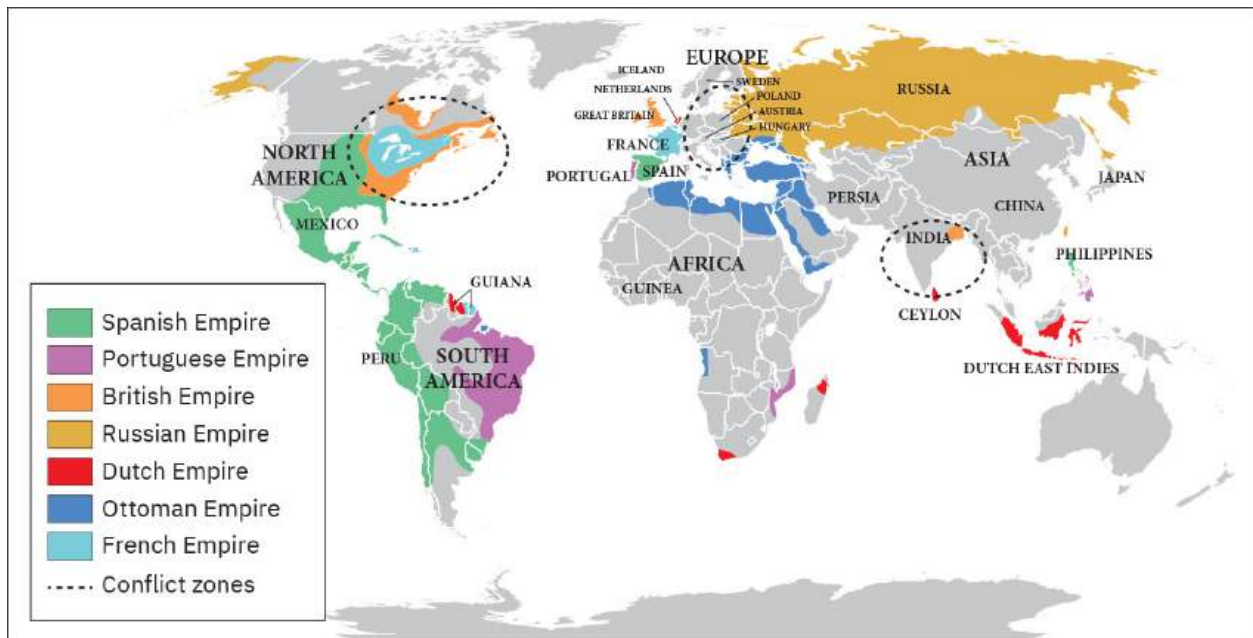 EUROPE
ICELAND
SWEDEN
NETHERLANDS
POLAND
RUSSIA
GREAT BRITAIN
AUSTRIA
HUNGARY
FRANCE
NORTH
AMERICA
ASIA
PORTUGAL
SPAIN
JAPAN
PERSIA
CHINA
MEXICO
INDIA
PHILIPPINES
AFRICA
GUIANA
GUINEA
CEYLON
PERU
SOUTH
AMERICA
DUTCH EAST INDIES
Spanish Empire
Portuguese Empire
British Empire
Russian Empire
Dutch Empire
Ottoman Empire
French Empire
Conflict zones